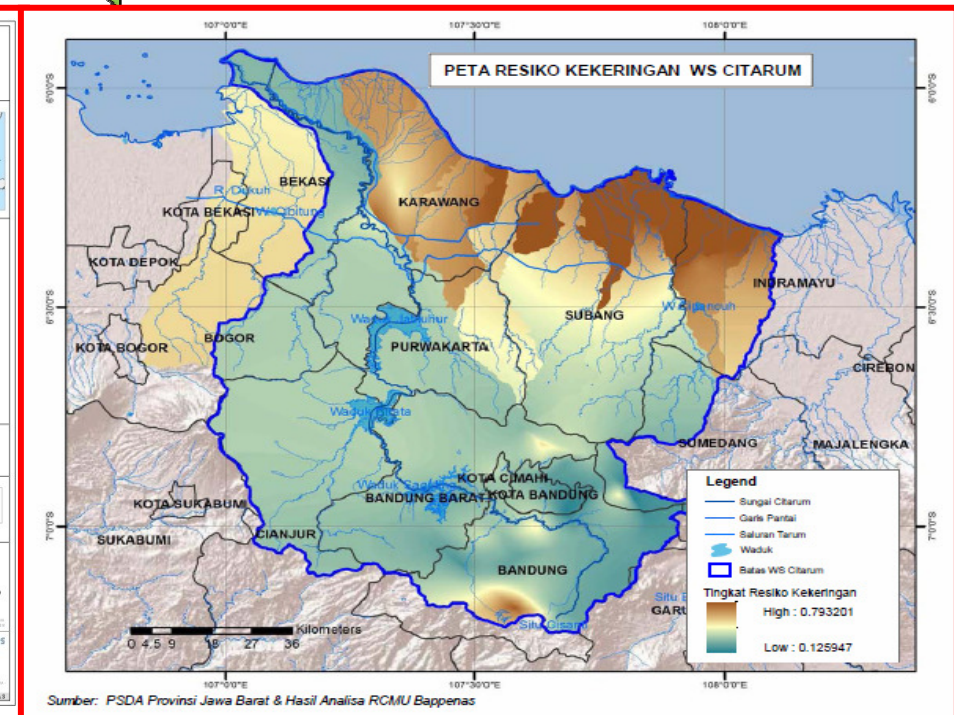 107°0'0"E
107°30'0"E
108°0'0"E
PETA RESIKO KEKERINGAN WS CITARUM
6°0'0"S
6°0'0"S
BEKASI
R. Dukuh
KOTA BEKASI
W. Cibitung
KARAWANG
KOTA DEPOK
INDRAMAYU
6°30'0"S
6°30'0"S
SUBANG
BOGOR
KOTA BOGOR
PURWAKARTA
CIREBON
SUMEDANG
MAJALENGKA
KOTA CIMAHI
BANDUNG BARAT
KOTA BANDUNG
KOTA SUKABUMI
7°0'0"S
7°0'0"S
SUKABUMI
CIANJUR
BANDUNG
Legend
Sungai Citarum
Garis Pantai
Saluran Tarum
Waduk
Batas WS Citarum
Tingkat Resiko Kekeringan
High : 0.793201
Low : 0.125947
Kilometers
0 4.5 9 18 27 36
107°0'0"E
107°30'0"E
108°0'0"E
Sumber: PSDA Provinsi Jawa Barat & Hasil Analisa RCMU Bappenas